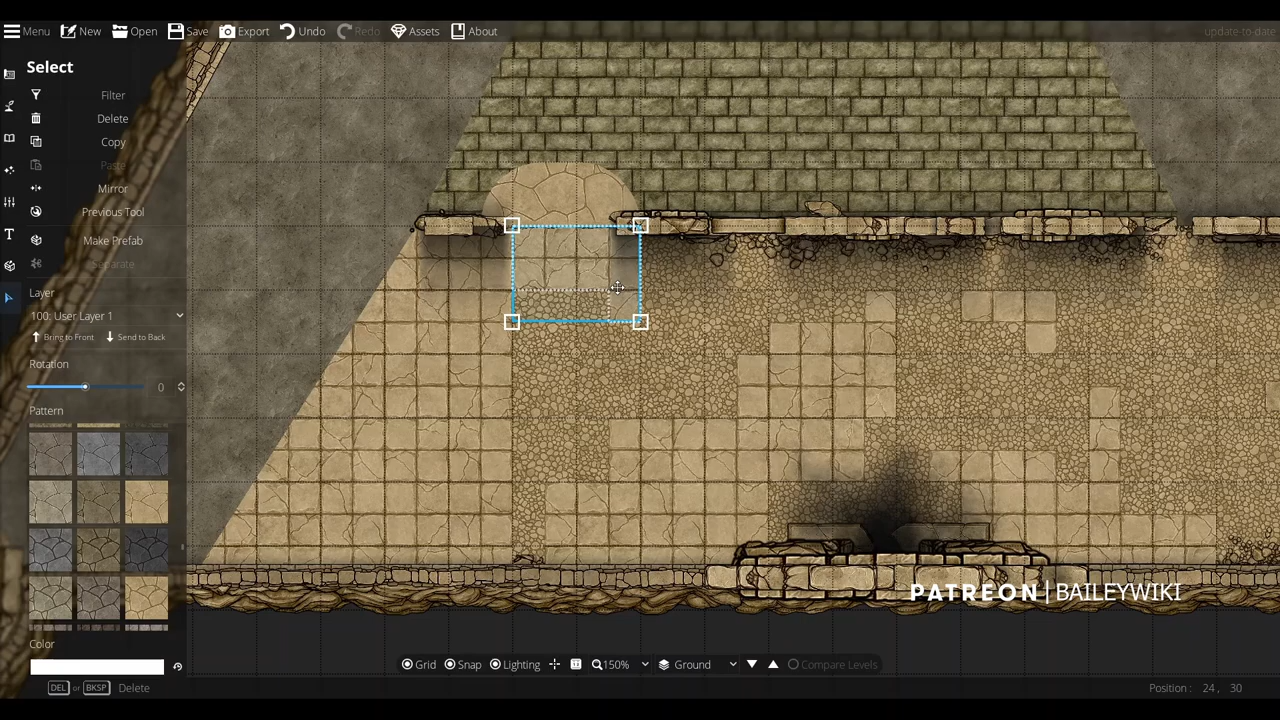 Menu New Open Save Export Undo Redo Assets About update-to-date
Select
Filter
Delete
Copy
Paste
Mirror
Previous Tool
Make Prefab
Separate
Layer
100: User Layer 1
Bring to Front Send to Back
Rotation
0
Pattern
PATREON | BAILEYWIKI
Color
Grid Snap Lighting 150% Ground Compare Levels
DEL or BKSP Delete
Position : 24 , 30